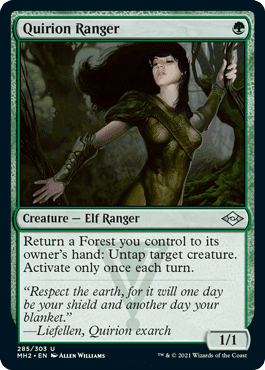 Quirion Ranger
Creature — Elf Ranger
Return a Forest you control to its
owner's hand: Untap target creature.
Activate only once each turn.
"Respect the earth, for it will one day
be your shield and another day your
blanket."
—Liefellen, Quirion exarch
1/1
285/303 U
MH2 • EN Allen Williams
™ & © 2021 Wizards of the Coast